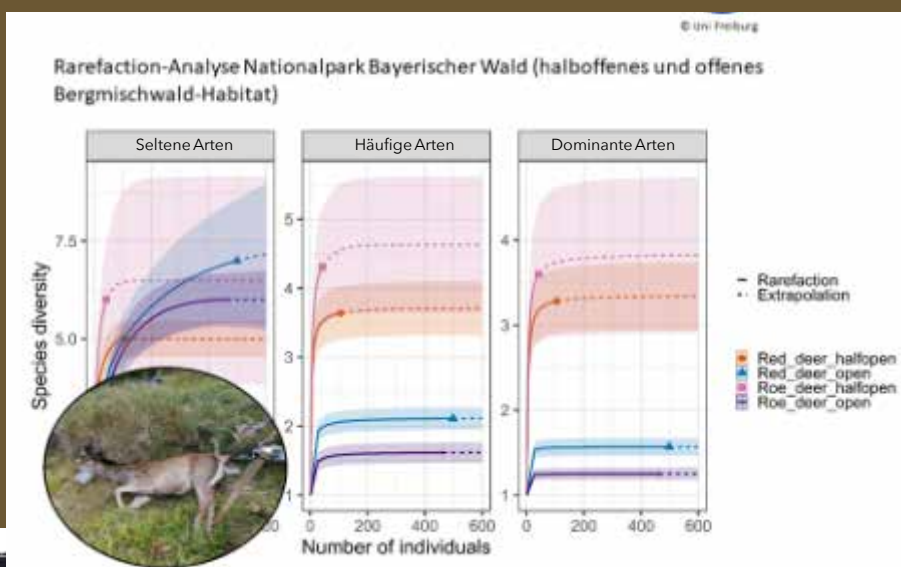 © Uni Freiburg
Rarefaction-Analyse Nationalpark Bayerischer Wald (halboffenes und offenes
Bergmischwald-Habitat)
Seltene Arten
Häufige Arten
Dominante Arten
Species diversity
7.5
5.0
5
4
3
2
1
4
3
2
1
Rarefaction
Extrapolation
Red_deer_halfopen
Red_deer_open
Roe_deer_halfopen
Roe_deer_open
0 200 400 600
0 200 400 600
Number of individuals